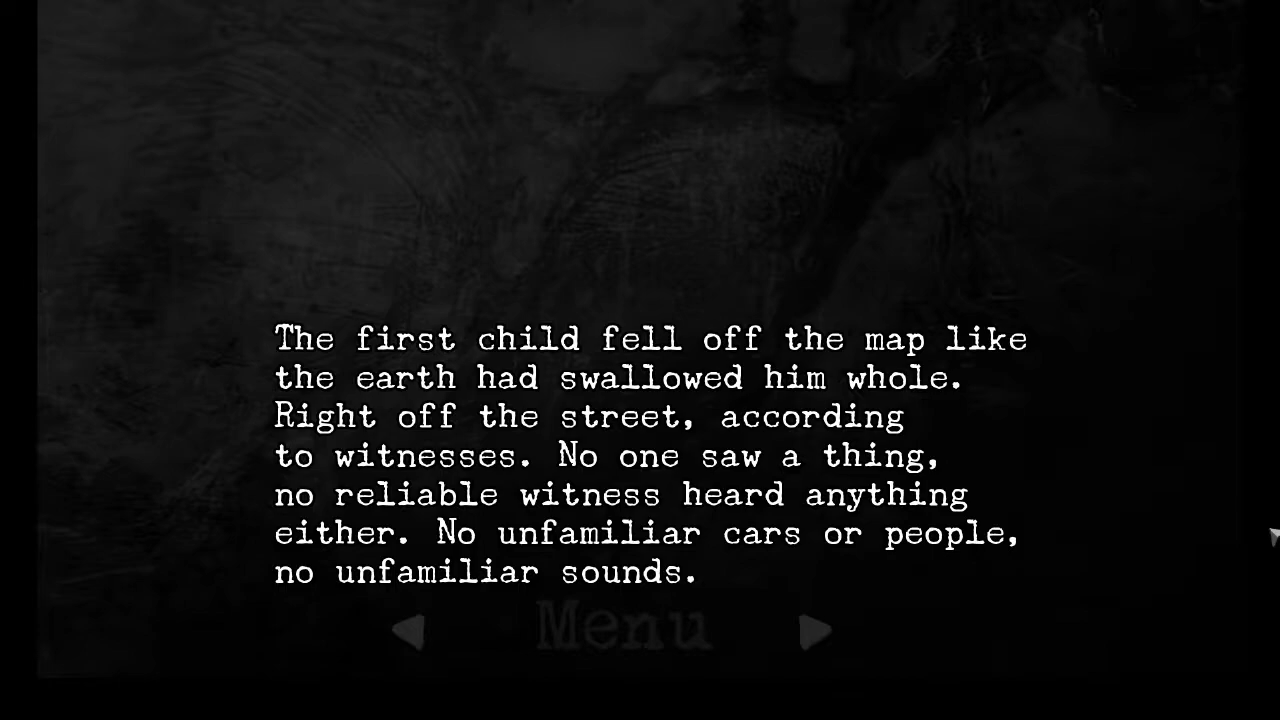 The first child fell off the map like
the earth had swallowed him whole.
Right off the street, according
to witnesses. No one saw a thing,
no reliable witness heard anything
either. No unfamiliar cars or people,
no unfamiliar sounds.
Menu